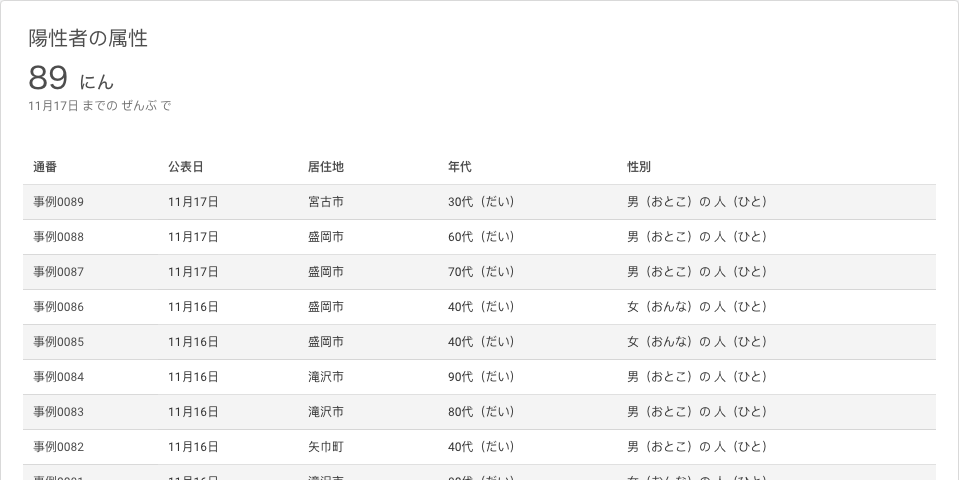 陽性者の属性
89 にん
11月17日 までの ぜんぶ で
通番 公表日 居住地 年代 性別
事例0089 11月17日 宮古市 30代（だい） 男（おとこ）の 人（ひと）
事例0088 11月17日 盛岡市 60代（だい） 男（おとこ）の 人（ひと）
事例0087 11月17日 盛岡市 70代（だい） 男（おとこ）の 人（ひと）
事例0086 11月16日 盛岡市 40代（だい） 女（おんな）の 人（ひと）
事例0085 11月16日 盛岡市 40代（だい） 女（おんな）の 人（ひと）
事例0084 11月16日 滝沢市 90代（だい） 男（おとこ）の 人（ひと）
事例0083 11月16日 滝沢市 80代（だい） 男（おとこ）の 人（ひと）
事例0082 11月16日 矢巾町 40代（だい） 男（おとこ）の 人（ひと）